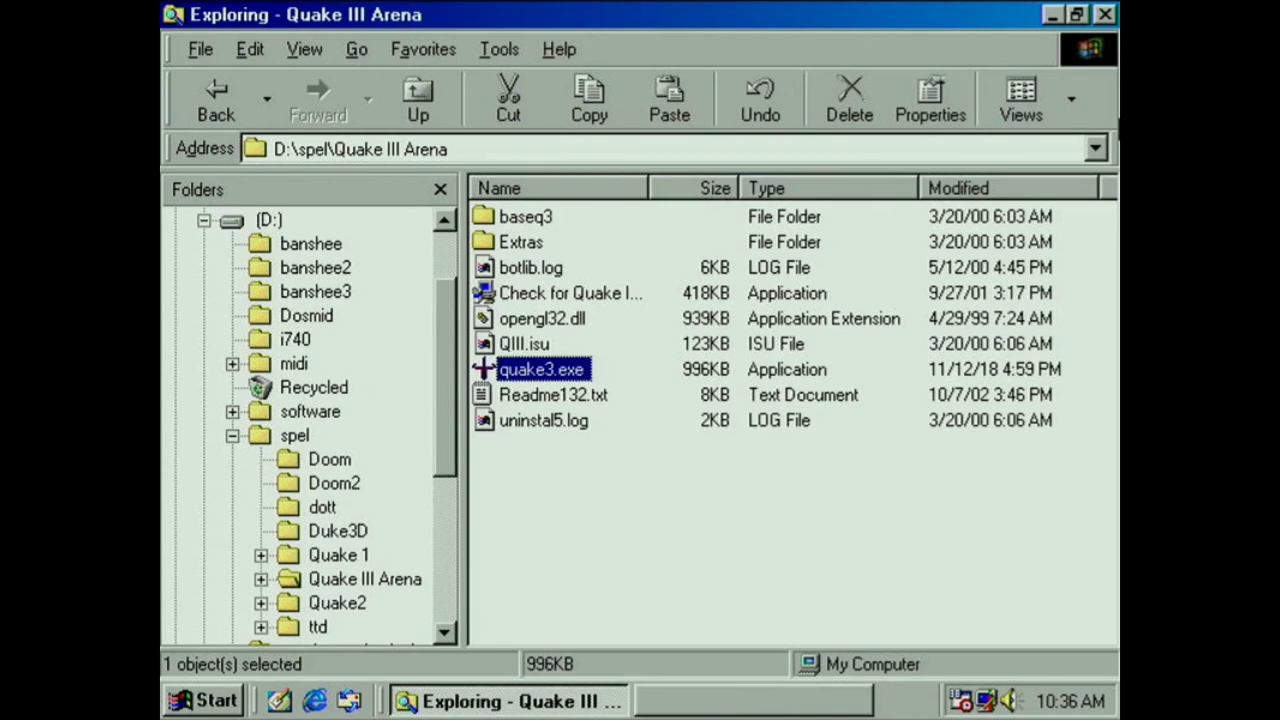 Exploring - Quake III Arena
File Edit View Go Favorites Tools Help
Back Forward Up Cut Copy Paste Undo Delete Properties Views
Address D:\spel\Quake III Arena
Folders
(D:)
banshee
banshee2
banshee3
Dosmid
i740
midi
Recycled
software
spel
Doom
Doom2
dott
Duke3D
Quake 1
Quake III Arena
Quake2
ttd
Name Size Type Modified
baseq3 File Folder 3/20/00 6:03 AM
Extras File Folder 3/20/00 6:03 AM
botlib.log 6KB LOG File 5/12/00 4:45 PM
Check for Quake I... 418KB Application 9/27/01 3:17 PM
opengl32.dll 939KB Application Extension 4/29/99 7:24 AM
QIII.isu 123KB ISU File 3/20/00 6:06 AM
quake3.exe 996KB Application 11/12/18 4:59 PM
Readme132.txt 8KB Text Document 10/7/02 3:46 PM
uninstal5.log 2KB LOG File 3/20/00 6:06 AM
1 object(s) selected 996KB My Computer
Start Exploring - Quake III ... 10:36 AM